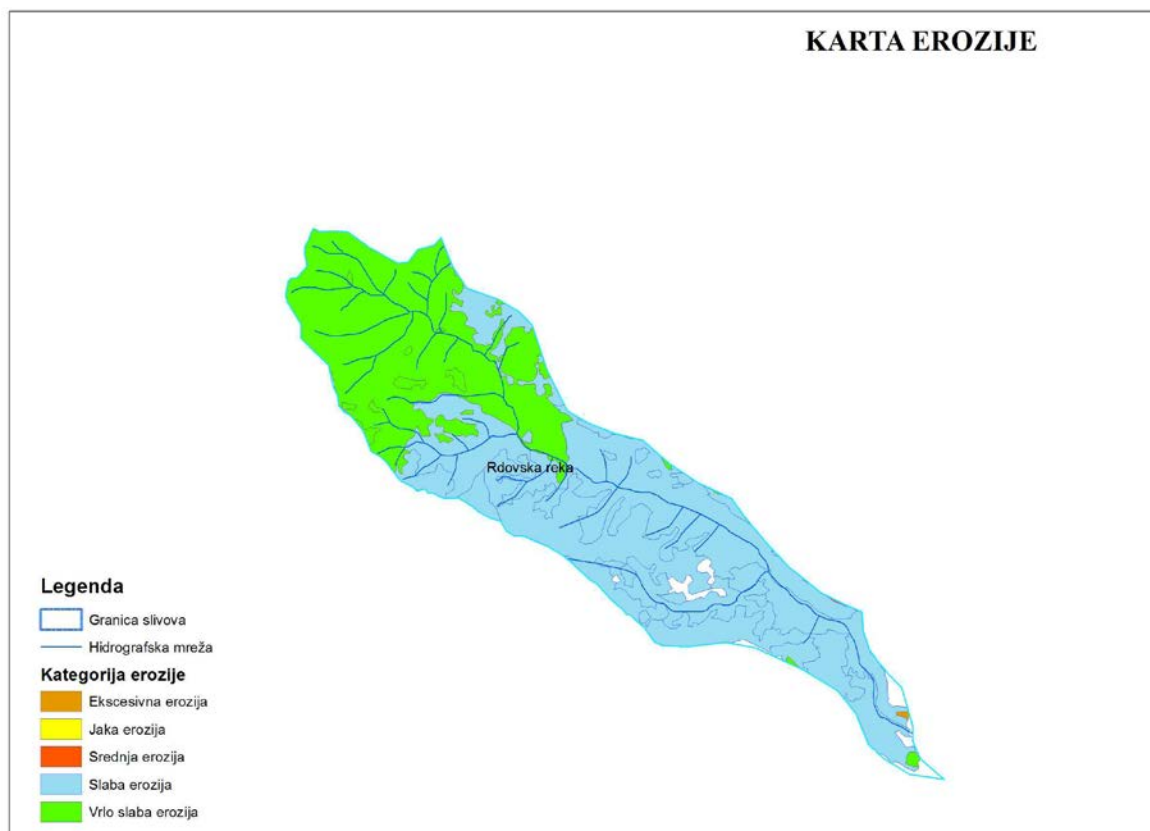 KARTA EROZIJE
Rdovska reka
Legenda
Granica slivova
Hidrografska mreža
Kategorija erozije
Ekscesivna erozija
Jaka erozija
Srednja erozija
Slaba erozija
Vrlo slaba erozija